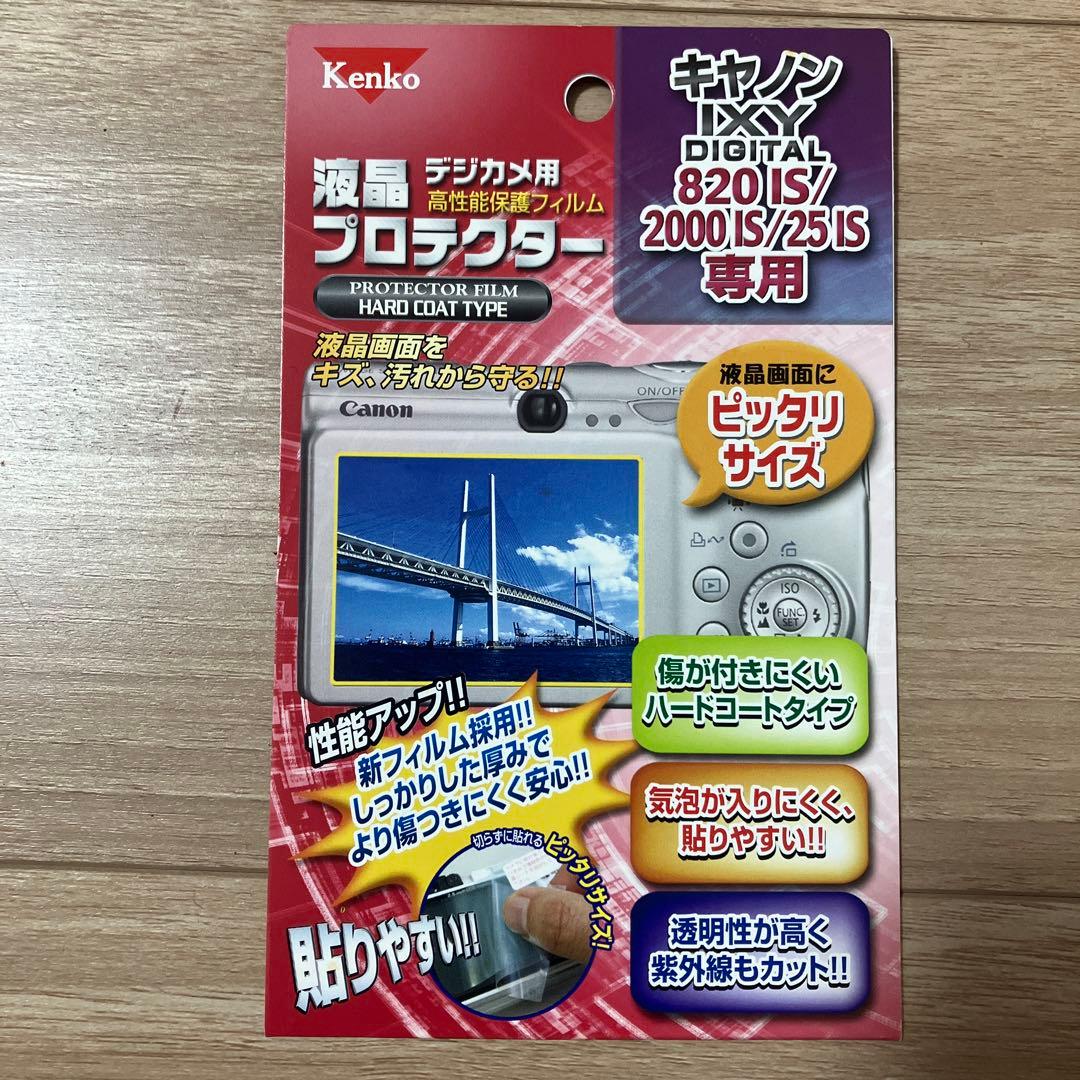 Kenko
キヤノン
IXY
DIGITAL
820 IS/
2000 IS/25 IS
専用
液晶
デジカメ用
高性能保護フィルム
プロテクター
PROTECTOR FILM
HARD COAT TYPE
液晶画面を
キズ、汚れから守る!!
液晶画面に
ピッタリ
サイズ
Canon
ON/OFF
ISO
FUNC.
SET
傷が付きにくい
ハードコートタイプ
性能アップ!!
新フィルム採用!!
しっかりした厚みで
より傷つきにくく安心!!
気泡が入りにくく、
貼りやすい!!
切らずに貼れる
ピッタリサイズ!
貼りやすい!!
透明性が高く
紫外線もカット!!